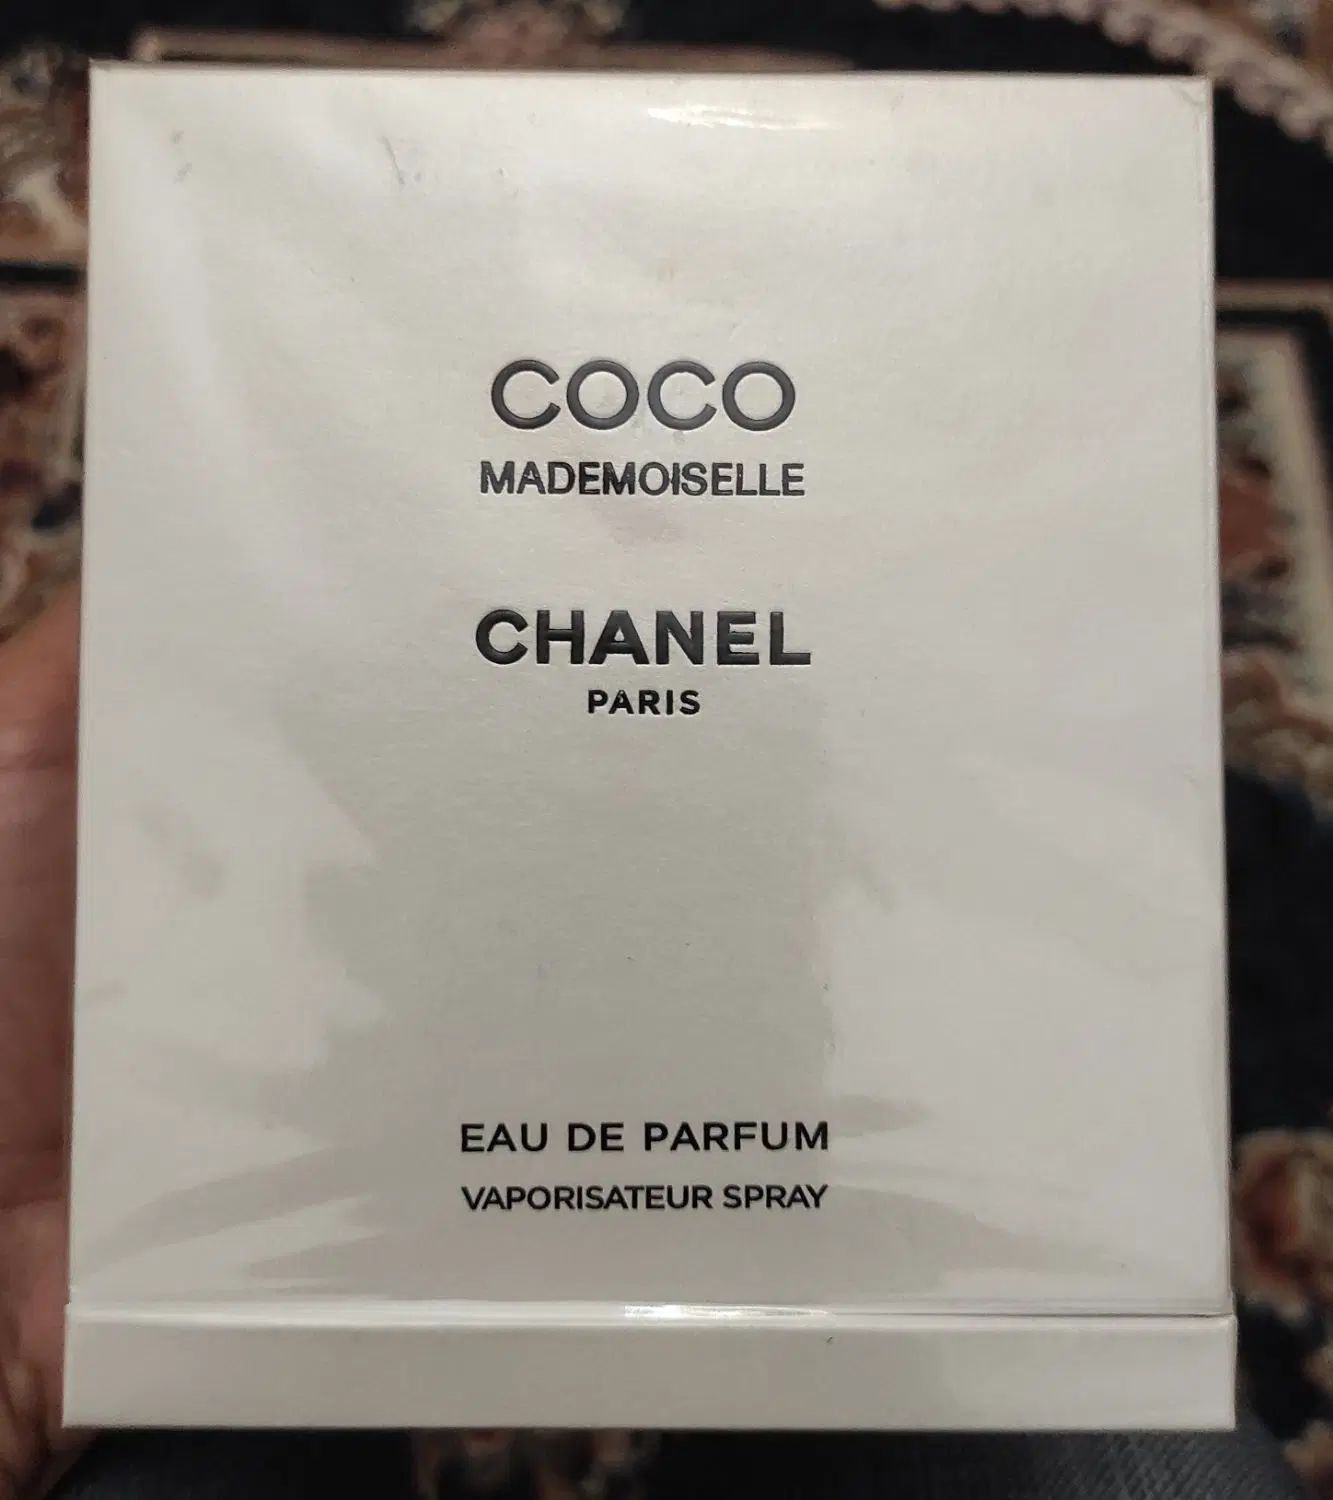 COCO
MADEMOISELLE
CHANEL
PARIS
EAU DE PARFUM
VAPORISATEUR SPRAY